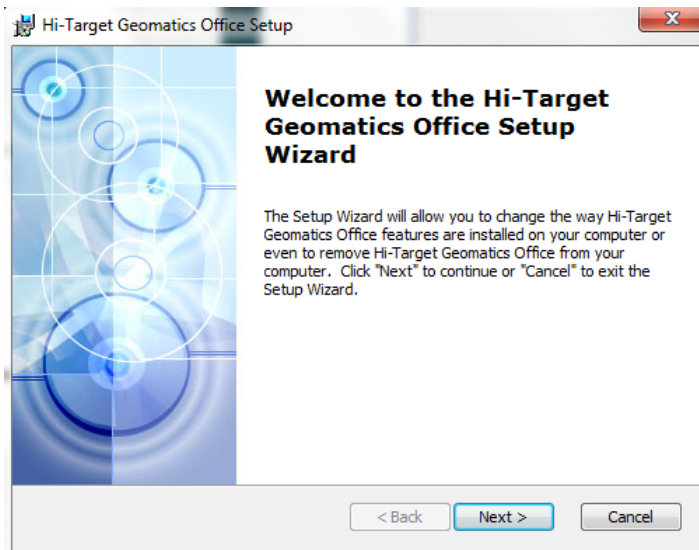 Hi-Target Geomatics Office Setup
Welcome to the Hi-Target
Geomatics Office Setup
Wizard
The Setup Wizard will allow you to change the way Hi-Target
Geomatics Office features are installed on your computer or
even to remove Hi-Target Geomatics Office from your
computer.  Click "Next" to continue or "Cancel" to exit the
Setup Wizard.
< Back Next > Cancel